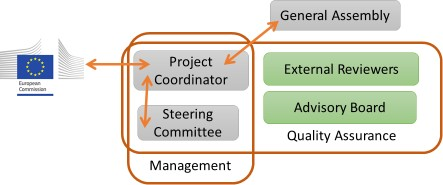 General Assembly
European
Commission
Project
Coordinator
External Reviewers
Steering
Committee
Advisory Board
Quality Assurance
Management